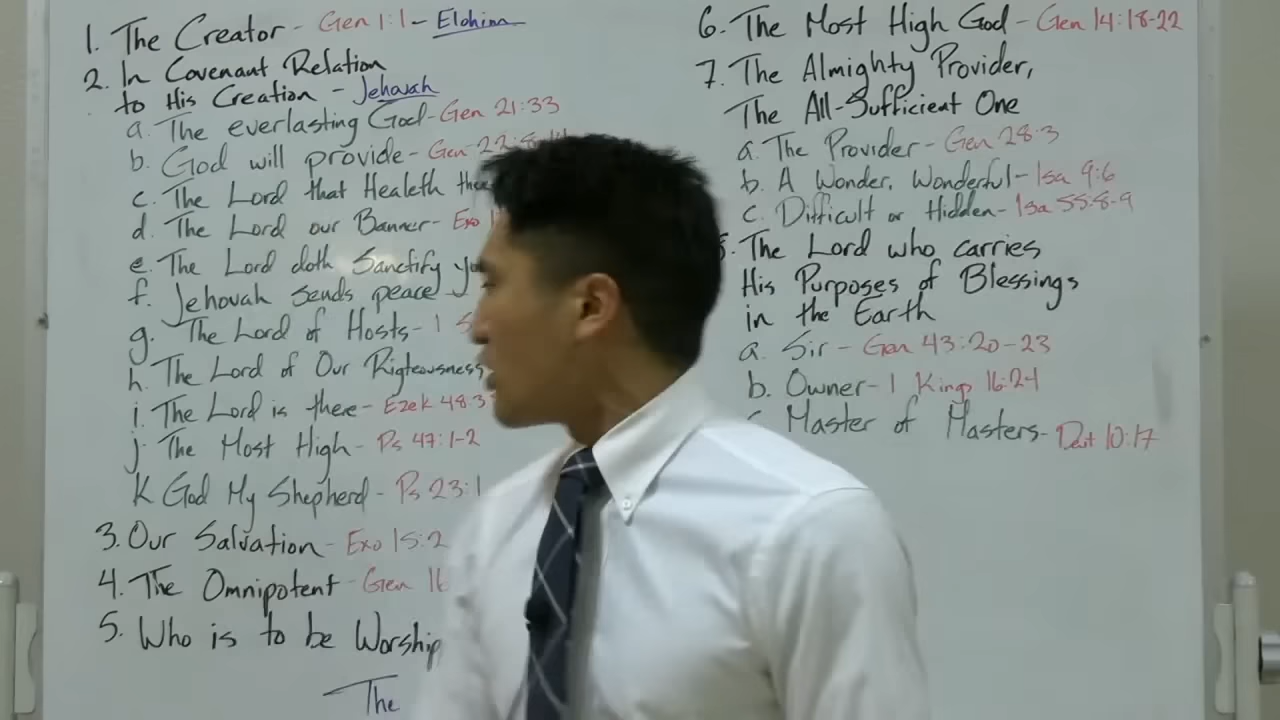 1. The Creator - Gen 1:1 - Elohim
2. In Covenant Relation
to His Creation - Jehovah
a. The everlasting God - Gen 21:33
b. God will provide - Gen 22:8
c. The Lord that Healeth
d. The Lord our Banner - Exo
e. The Lord doth Sanctify
f. Jehovah sends peace
g. The Lord of Hosts - 1
h. The Lord of Our Righteousness
i. The Lord is there - Ezek 48:3
j. The Most High - Ps 47:1-2
K God My Shepherd - Ps 23:1
3. Our Salvation - Exo 15:2
4. The Omnipotent - Gen 16
5. Who is to be Worship
The
6. The Most High God - Gen 14:18-22
7. The Almighty Provider,
The All-Sufficient One
a. The Provider - Gen 28:3
b. A Wonder, Wonderful - Isa 9:6
c. Difficult or Hidden - Isa 55:8-9
The Lord who carries
His Purposes of Blessings
in the Earth
a. Sir - Gen 43:20-23
b. Owner - 1 Kings 16:24
Master of Masters - Deut 10:17